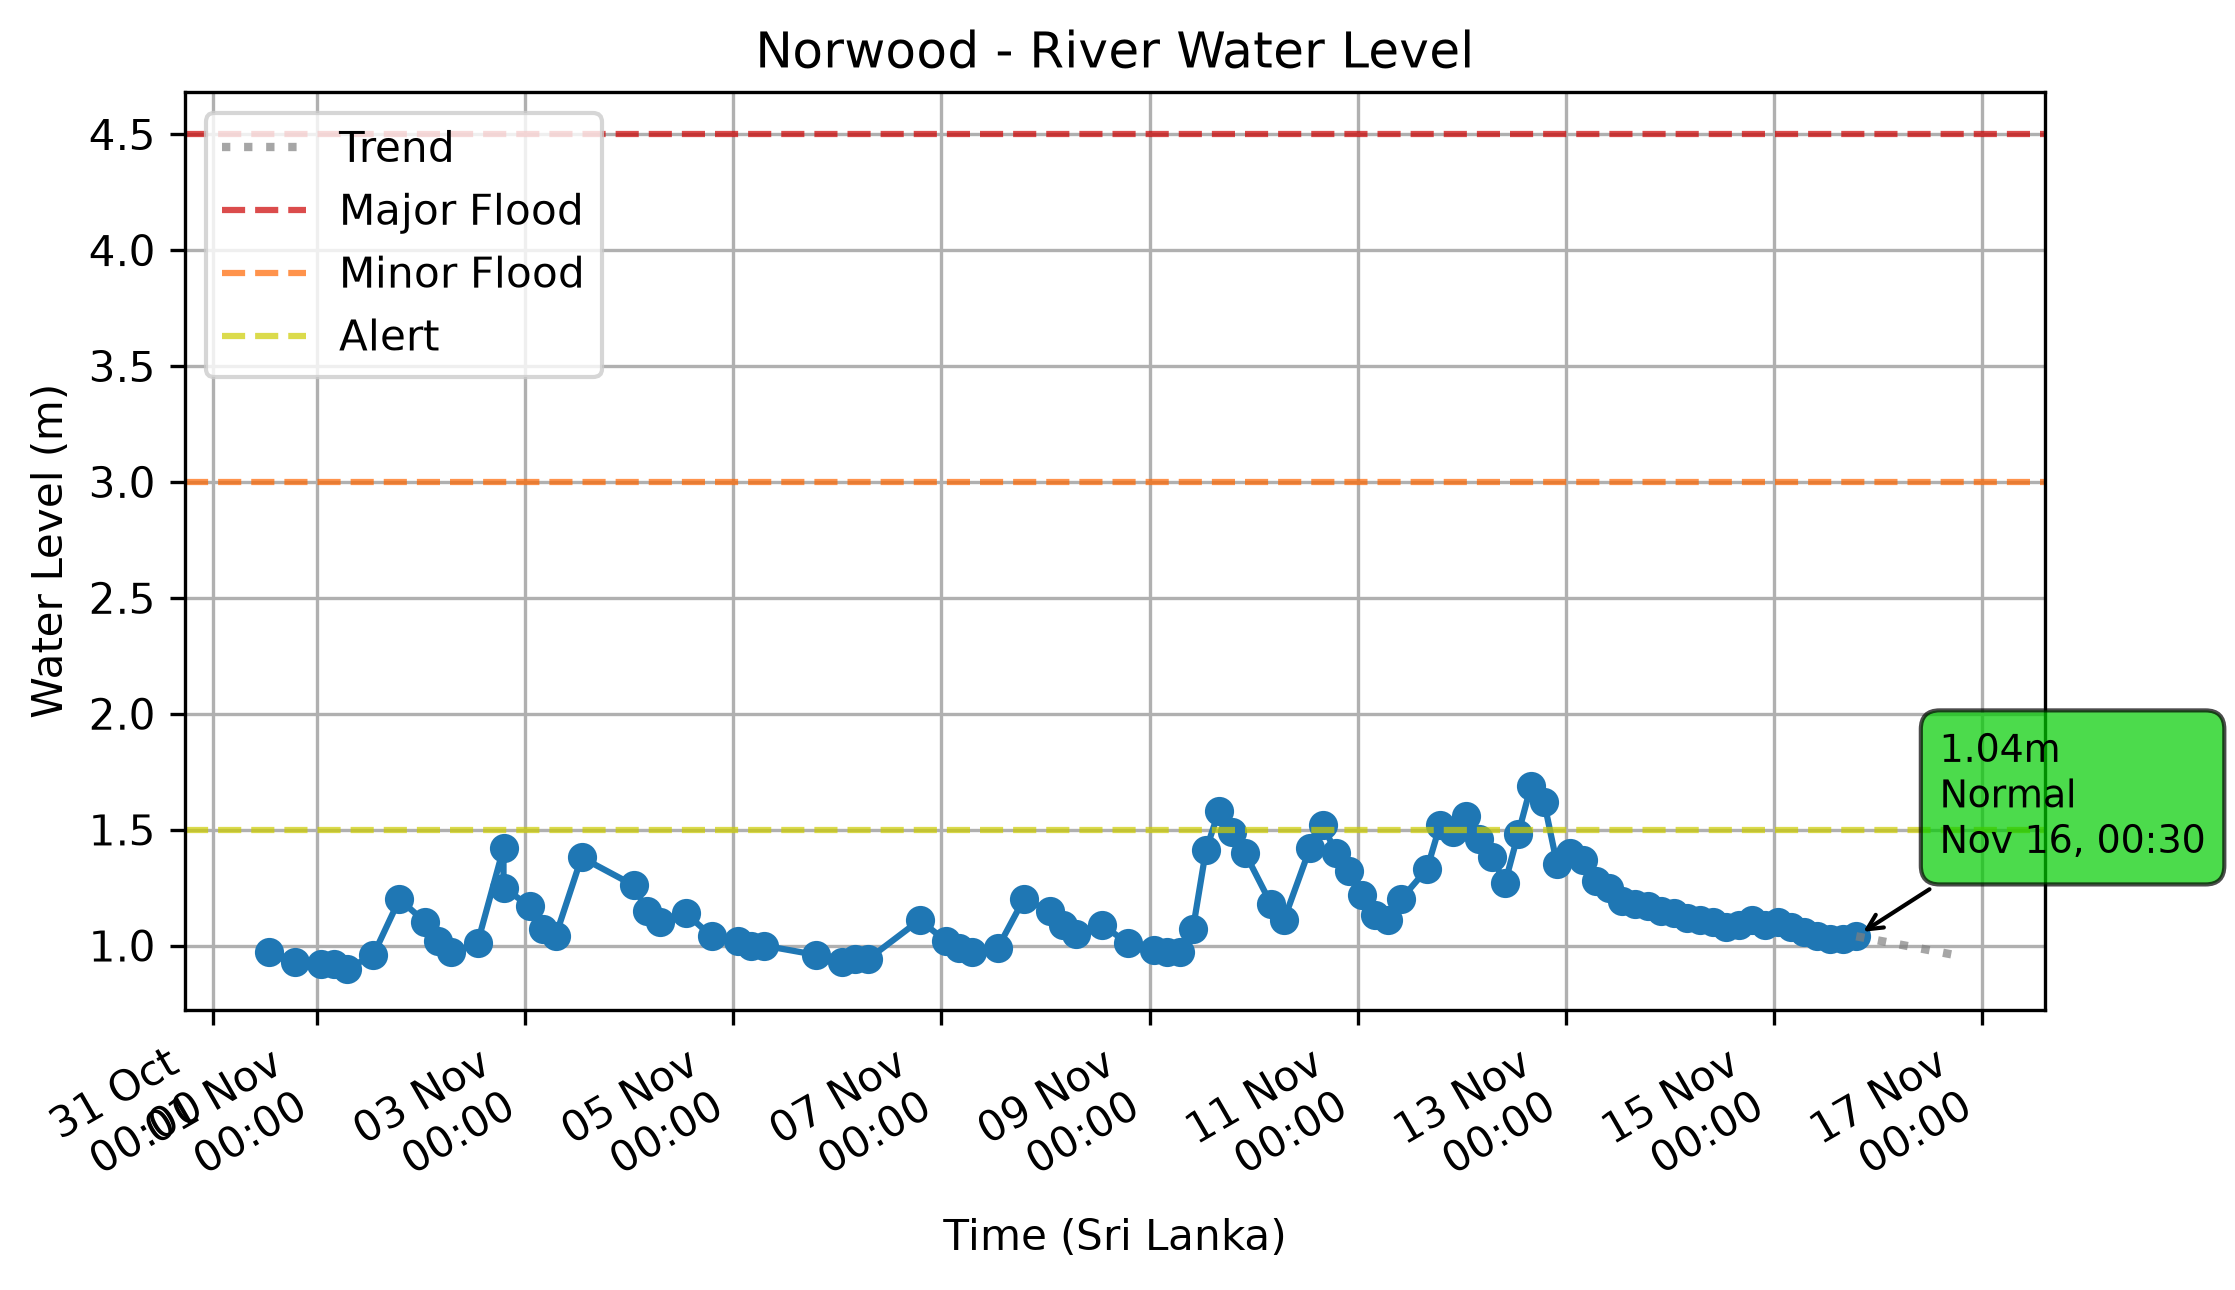 Norwood - River Water Level
Trend
Major Flood
Minor Flood
Alert
Water Level (m)
4.5
4.0
3.5
3.0
2.5
2.0
1.5
1.0
1.04m
Normal
Nov 16, 00:30
31 Oct
00:00
01 Nov
00:00
03 Nov
00:00
05 Nov
00:00
07 Nov
00:00
09 Nov
00:00
11 Nov
00:00
13 Nov
00:00
15 Nov
00:00
17 Nov
00:00
Time (Sri Lanka)